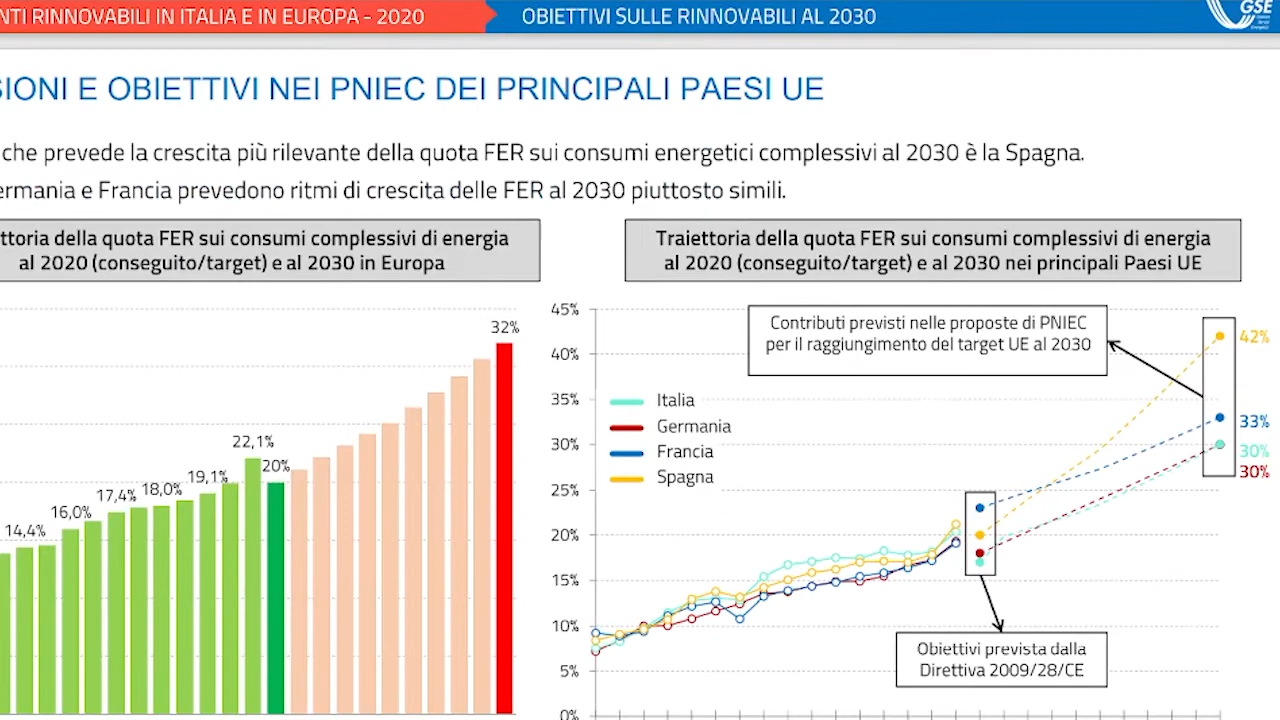 NTI RINNOVABILI IN ITALIA E IN EUROPA - 2020
OBIETTIVI SULLE RINNOVABILI AL 2030
GSE
SIONI E OBIETTIVI NEI PNIEC DEI PRINCIPALI PAESI UE
che prevede la crescita più rilevante della quota FER sui consumi energetici complessivi al 2030 è la Spagna.
ermania e Francia prevedono ritmi di crescita delle FER al 2030 piuttosto simili.
ttoria della quota FER sui consumi complessivi di energia
al 2020 (conseguito/target) e al 2030 in Europa
Traiettoria della quota FER sui consumi complessivi di energia
al 2020 (conseguito/target) e al 2030 nei principali Paesi UE
14,4%
16,0%
17,4%
18,0%
19,1%
22,1%
20%
32%
45%
40%
35%
30%
25%
20%
15%
10%
5%
0%
Contributi previsti nelle proposte di PNIEC
per il raggiungimento del target UE al 2030
Italia
Germania
Francia
Spagna
42%
33%
30%
30%
Obiettivi prevista dalla
Direttiva 2009/28/CE